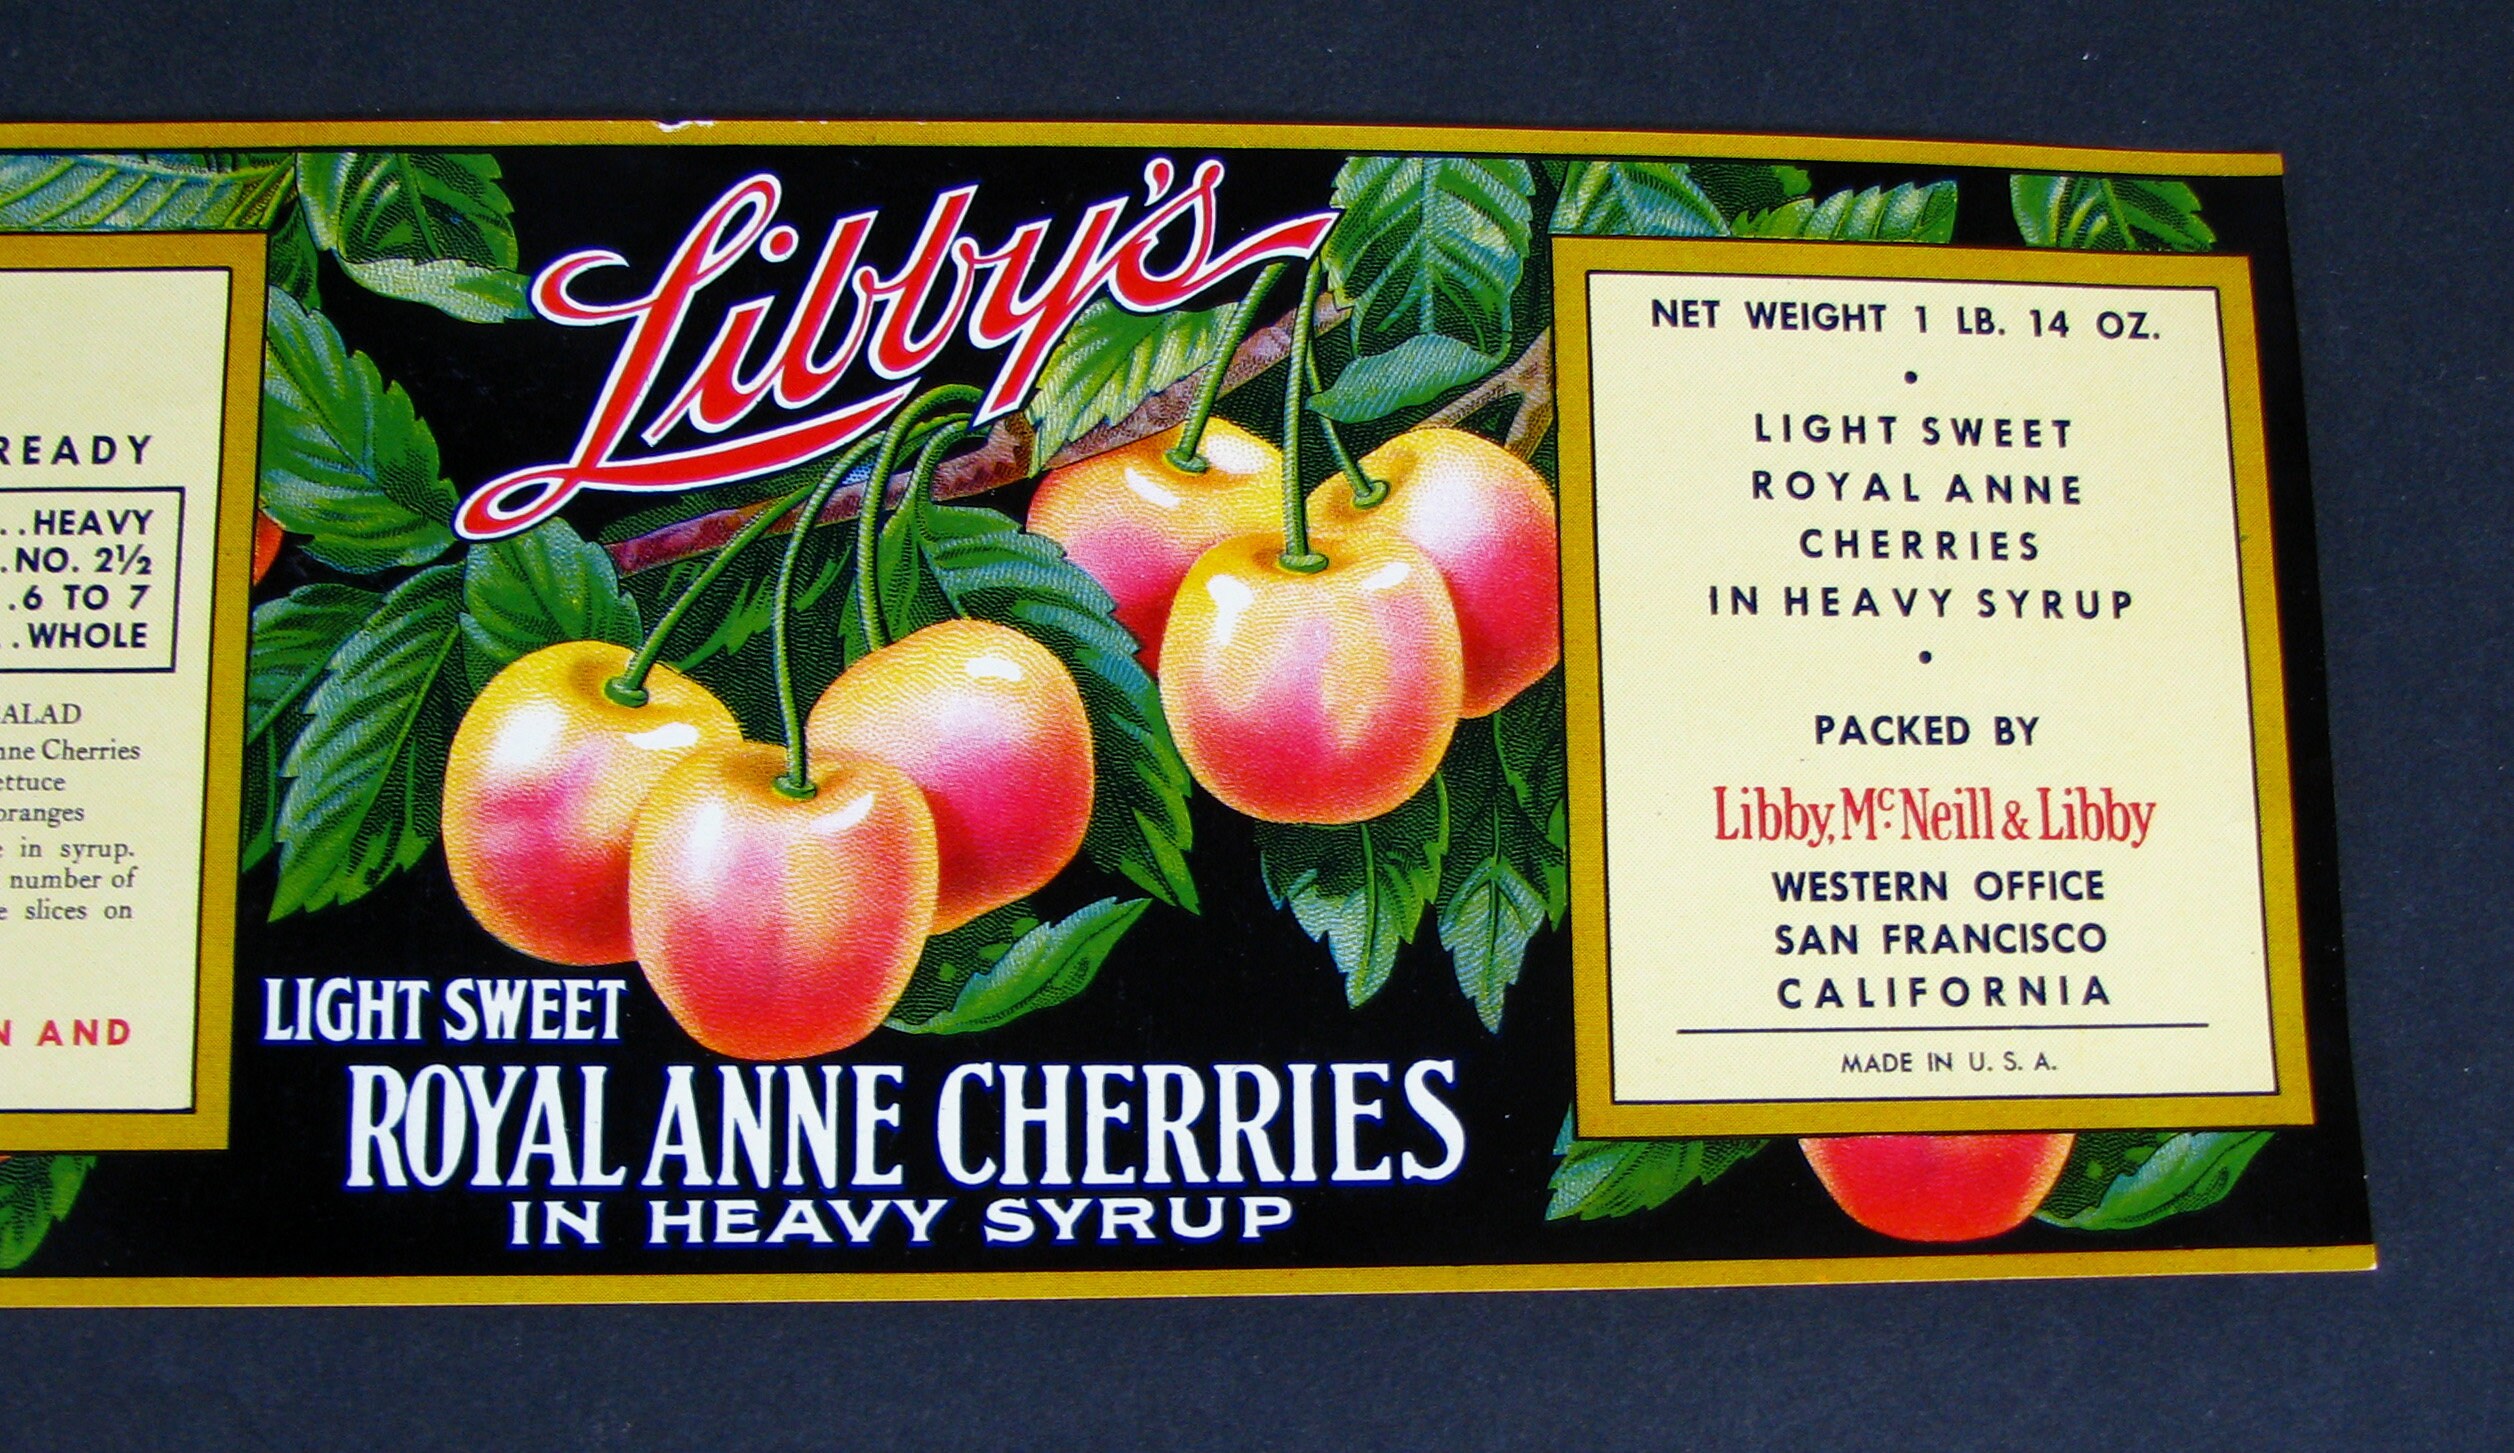 READY
..HEAVY
.NO. 2½
.6 TO 7
..WHOLE
ALAD
Cherries
oranges
in syrup.
number of
slices on
AND
Libby's
LIGHT SWEET
ROYAL ANNE CHERRIES
IN HEAVY SYRUP
NET WEIGHT 1 LB. 14 OZ.
•
LIGHT SWEET
ROYAL ANNE
CHERRIES
IN HEAVY SYRUP
•
PACKED BY
Libby, McNeill & Libby
WESTERN OFFICE
SAN FRANCISCO
CALIFORNIA
MADE IN U. S. A.